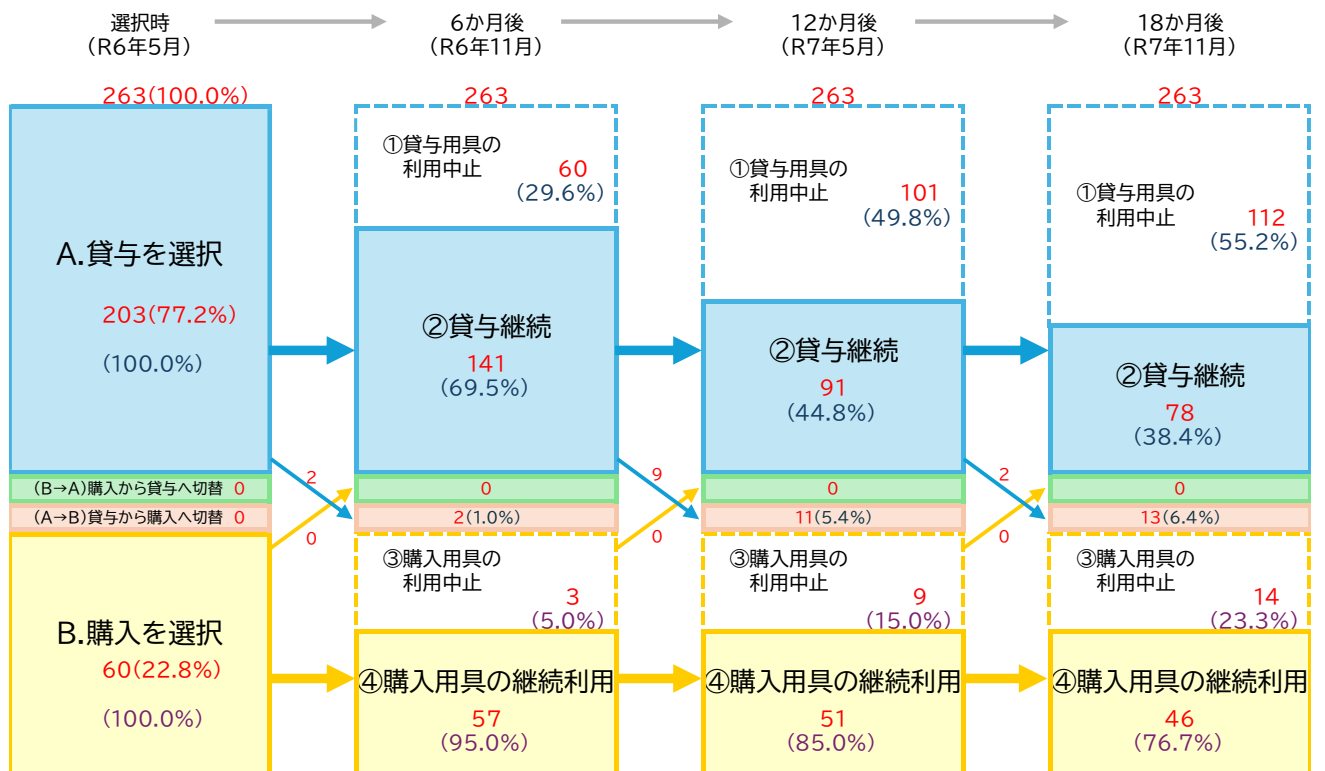 選択時
(R6年5月)
6か月後
(R6年11月)
12か月後
(R7年5月)
18か月後
(R7年11月)
263(100.0%)
263
263
263
A.貸与を選択
203(77.2%)
(100.0%)
①貸与用具の
利用中止
60
(29.6%)
②貸与継続
141
(69.5%)
①貸与用具の
利用中止
101
(49.8%)
②貸与継続
91
(44.8%)
①貸与用具の
利用中止
112
(55.2%)
②貸与継続
78
(38.4%)
(B→A)購入から貸与へ切替 0
2
0
9
0
2
0
(A→B)貸与から購入へ切替 0
0
2(1.0%)
0
11(5.4%)
0
13(6.4%)
B.購入を選択
60(22.8%)
(100.0%)
③購入用具の
利用中止
3
(5.0%)
④購入用具の継続利用
57
(95.0%)
③購入用具の
利用中止
9
(15.0%)
④購入用具の継続利用
51
(85.0%)
③購入用具の
利用中止
14
(23.3%)
④購入用具の継続利用
46
(76.7%)